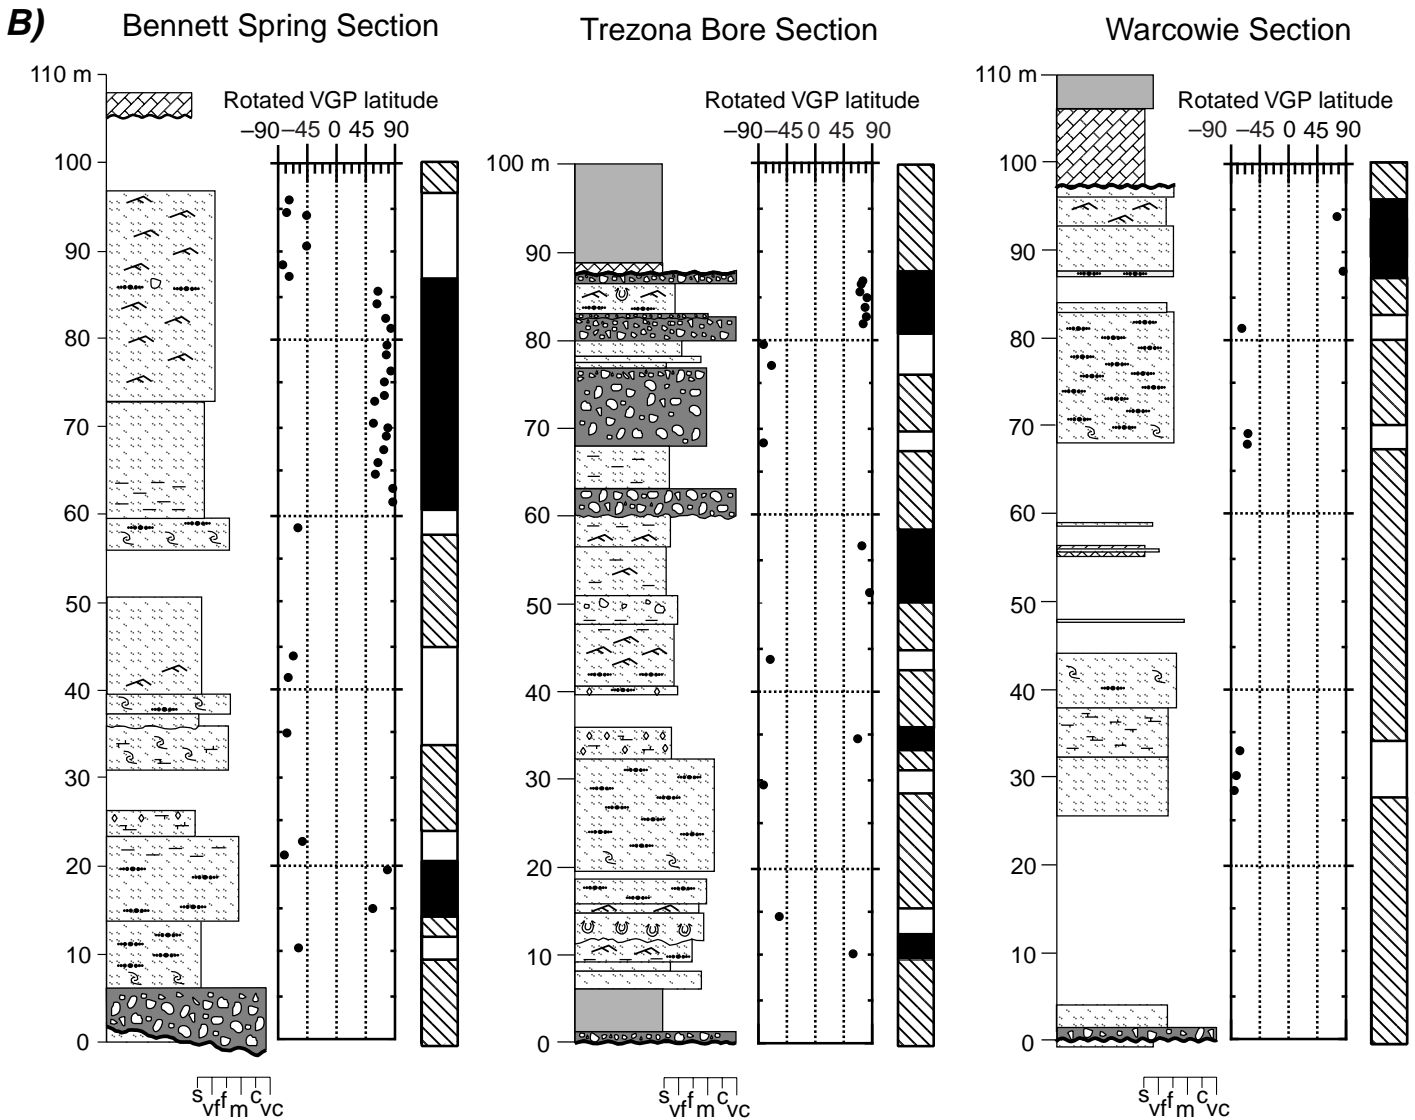 B)
Bennett Spring Section
Trezona Bore Section
Warcowie Section
110 m
Rotated VGP latitude
–90 –45 0 45 90
100
90
80
70
60
50
40
30
20
10
0
s vf f m c vc
Rotated VGP latitude
–90 –45 0 45 90
100 m
90
80
70
60
50
40
30
20
10
0
s vf f m c vc
110 m
Rotated VGP latitude
–90 –45 0 45 90
100
90
80
70
60
50
40
30
20
10
0
s vf f m c vc